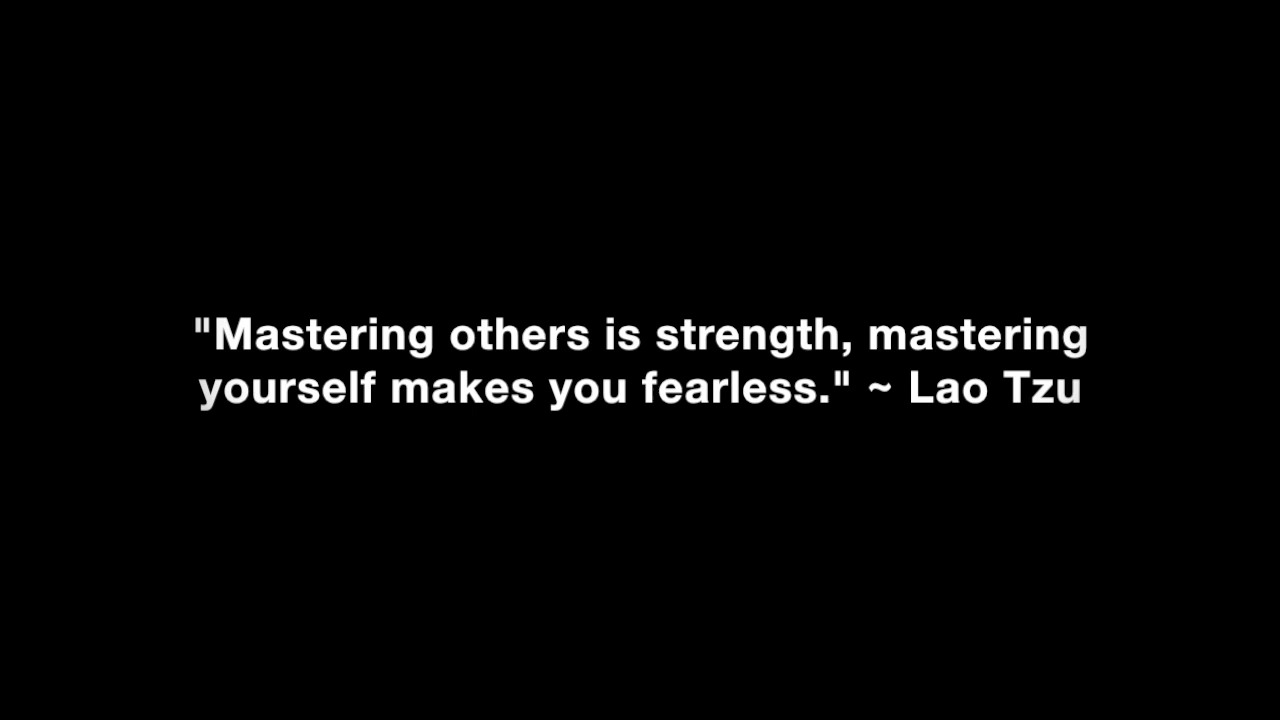 "Mastering others is strength, mastering
yourself makes you fearless." ~ Lao Tzu